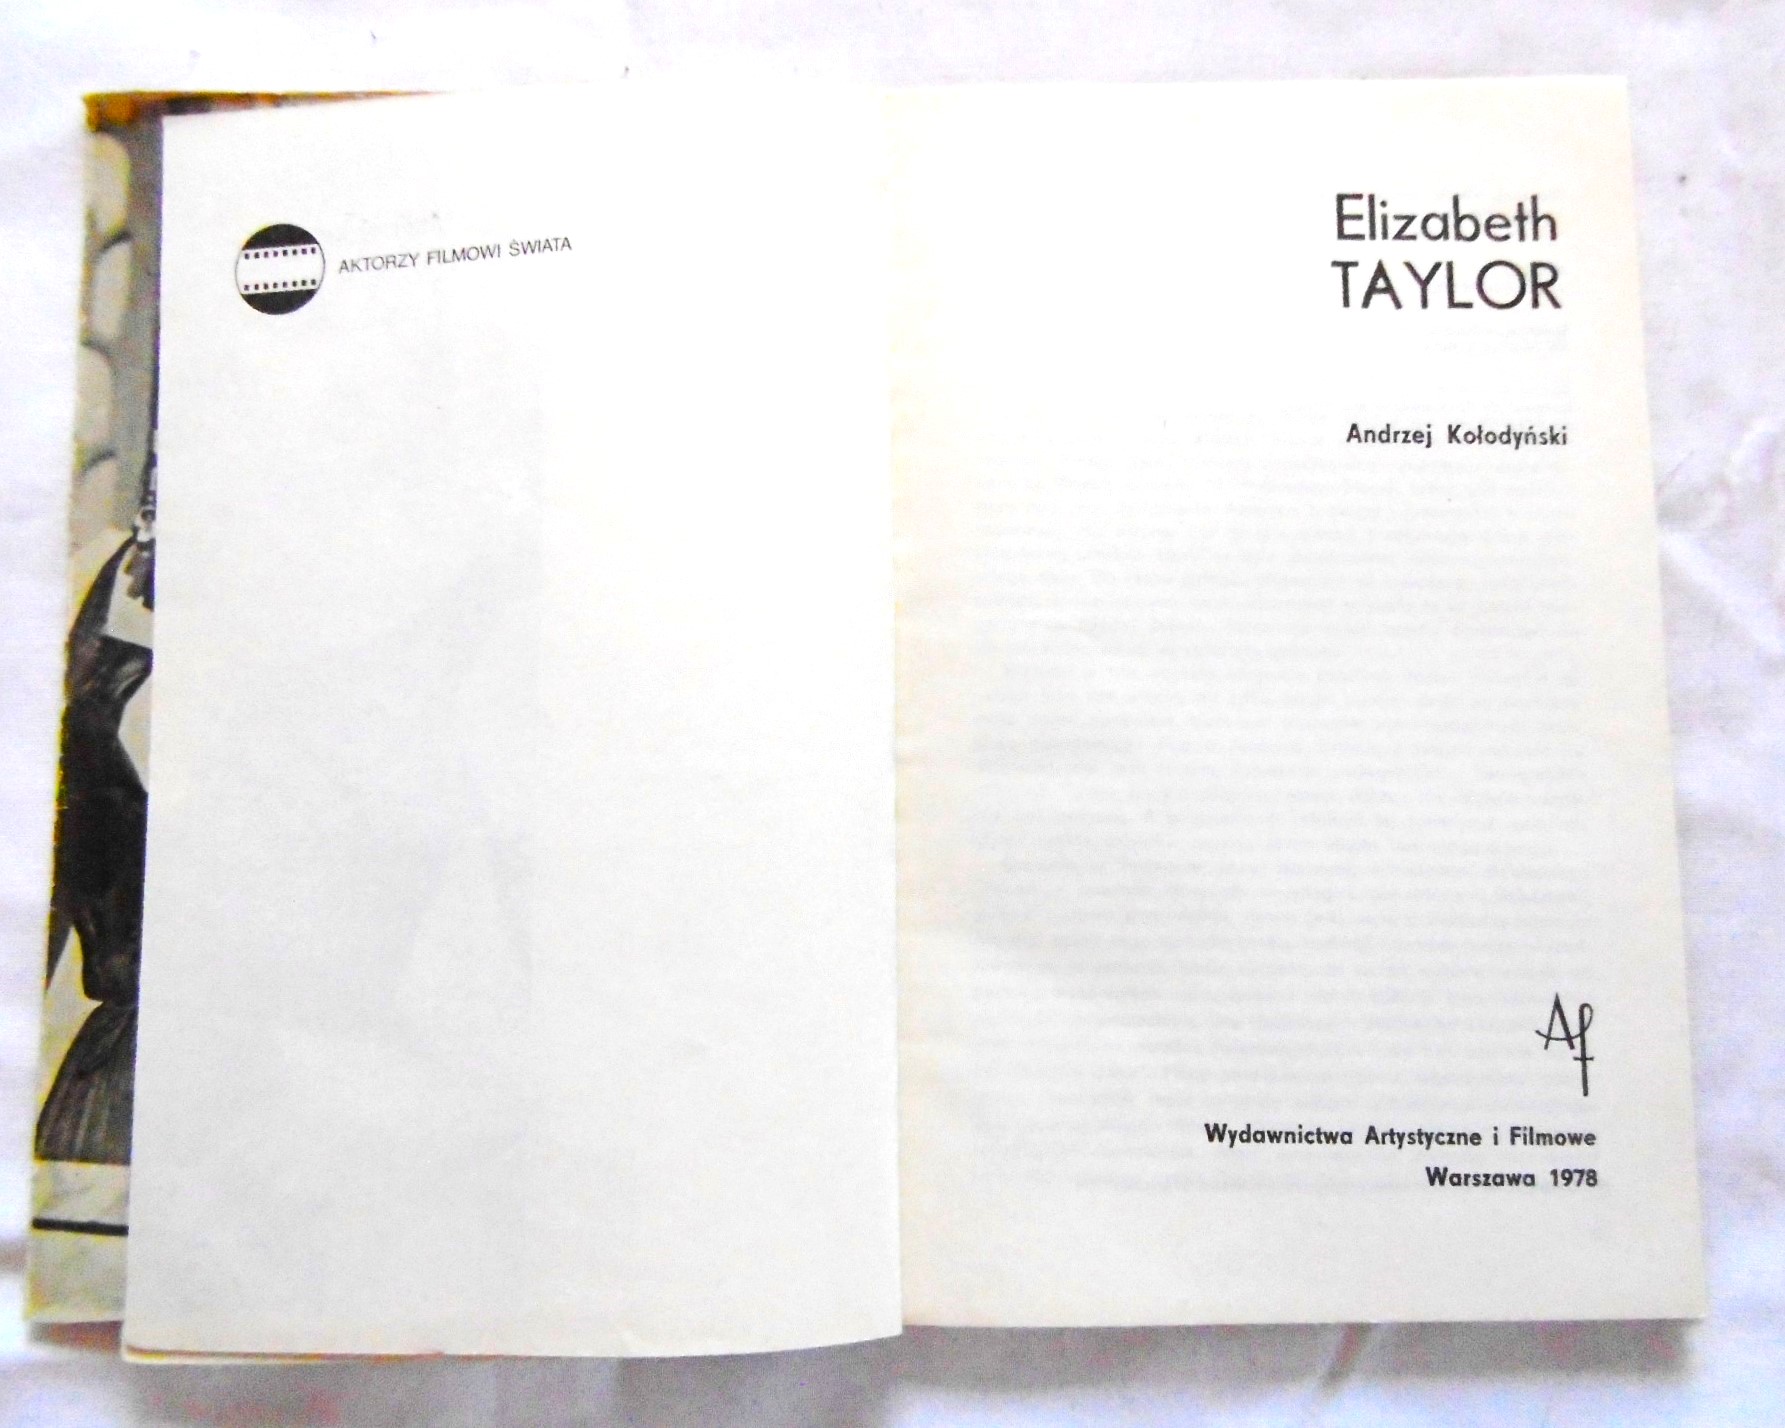 AKTORZY FILMOWI ŚWIATA
Elizabeth
TAYLOR
Andrzej Kołodyński
Af
Wydawnictwa Artystyczne i Filmowe
Warszawa 1978